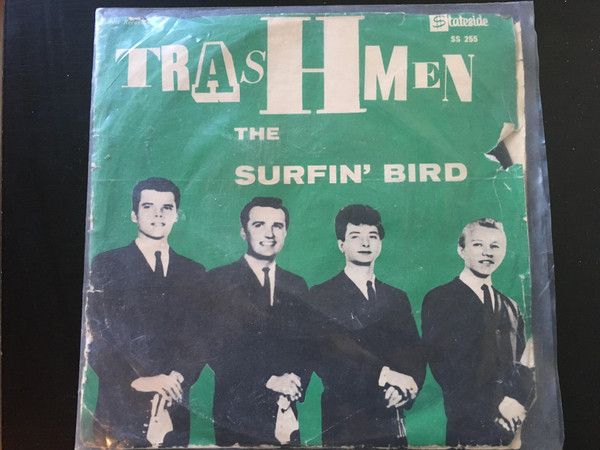 Stateside
SS 255
TRASHMEN
THE
SURFIN' BIRD